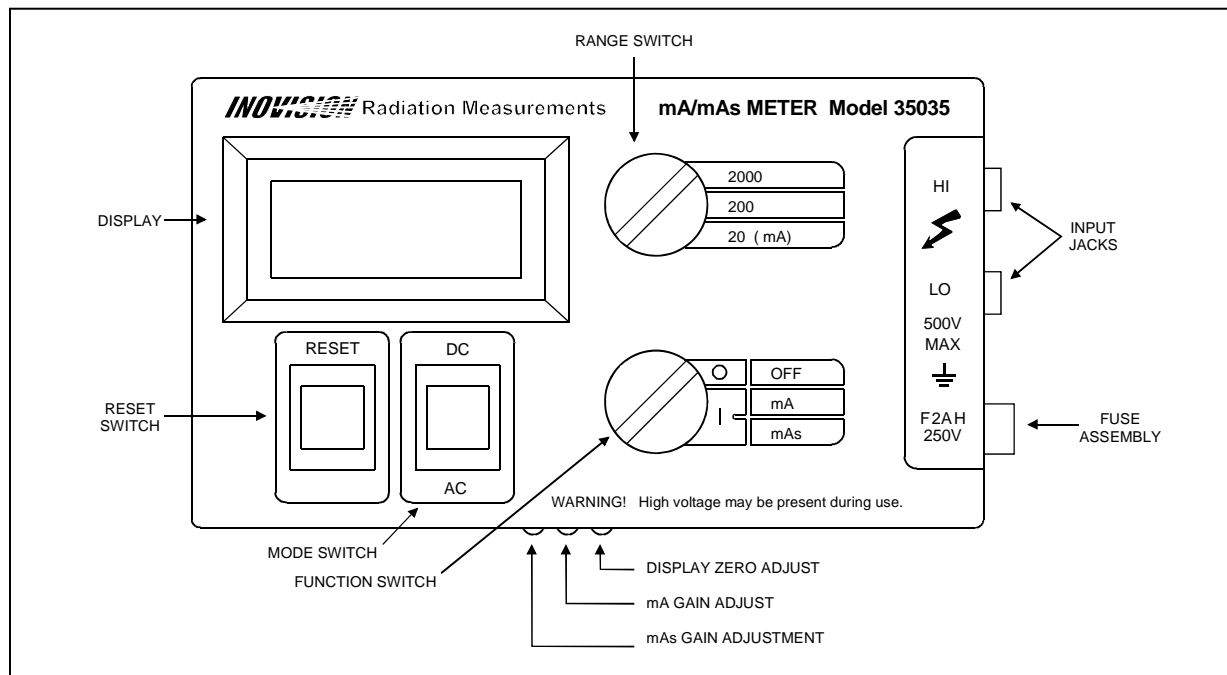 RANGE SWITCH
INOVISION Radiation Measurements
mA/mAs METER Model 35035
DISPLAY
2000
200
20 ( mA)
HI
LO
500V
MAX
F2AH
250V
INPUT
JACKS
FUSE
ASSEMBLY
RESET
DC
AC
RESET
SWITCH
OFF
mA
mAs
WARNING! High voltage may be present during use.
MODE SWITCH
FUNCTION SWITCH
DISPLAY ZERO ADJUST
mA GAIN ADJUST
mAs GAIN ADJUSTMENT